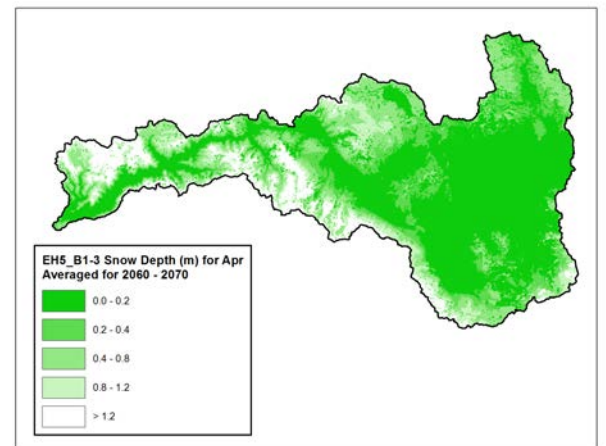 EH5_B1-3 Snow Depth (m) for Apr
Averaged for 2060 - 2070
0.0 - 0.2
0.2 - 0.4
0.4 - 0.8
0.8 - 1.2
> 1.2